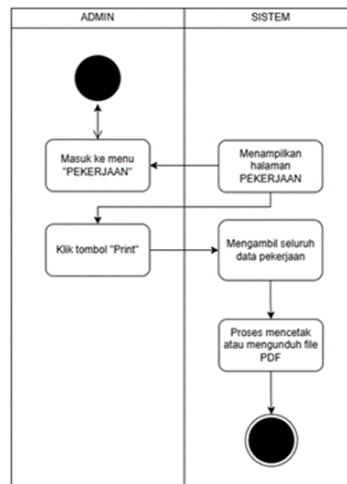 ADMIN
SISTEM
Masuk ke menu
"PEKERJAAN"
Menampilkan
halaman
PEKERJAAN
Klik tombol "Print"
Mengambil seluruh
data pekerjaan
Proses mencetak
atau mengunduh file
PDF